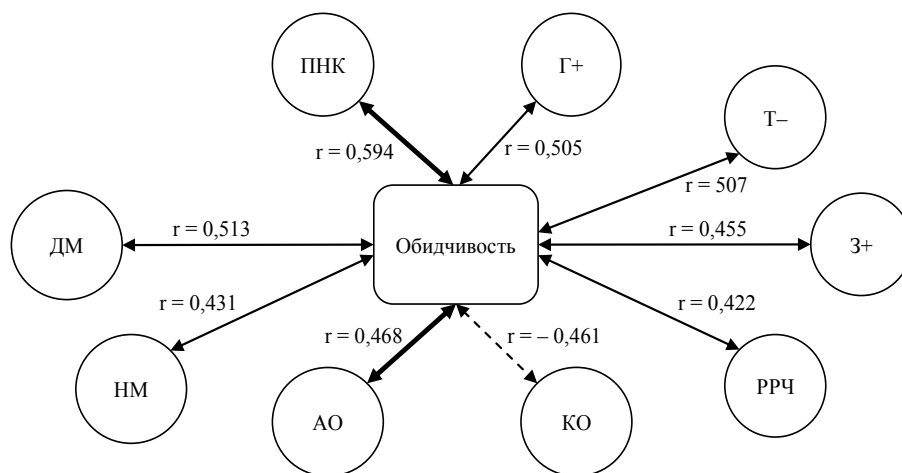 ПНК
Г+
Т–
r = 0,594
r = 0,505
r = 507
ДМ
r = 0,513
Обидчивость
r = 0,455
З+
r = 0,431
r = 0,422
r = 0,468
r = – 0,461
НМ
АО
КО
РРЧ